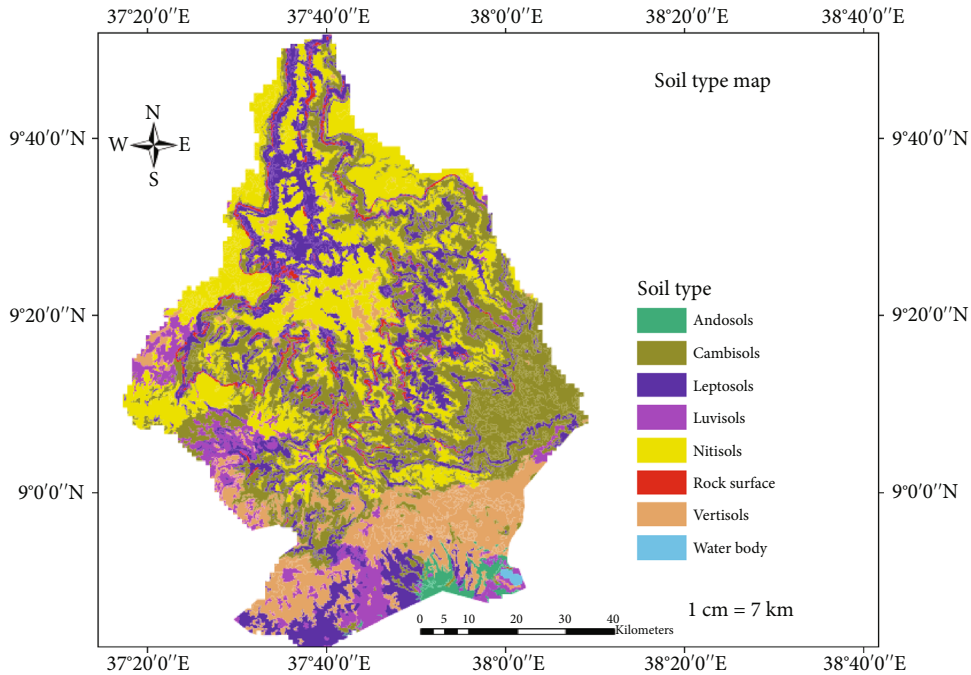 37°20′0′′E 37°40′0′′E 38°0′0′′E 38°20′0′′E 38°40′0′′E
Soil type map
N
9°40′0′′N W E 9°40′0′′N
S
Soil type
9°20′0′′N 9°20′0′′N
Andosols
Cambisols
Leptosols
Luvisols
Nitisols
9°0′0′′N Rock surface 9°0′0′′N
Vertisols
Water body
1 cm = 7 km
0 5 10 20 30 40
Kilometers
37°20′0′′E 37°40′0′′E 38°0′0′′E 38°20′0′′E 38°40′0′′E